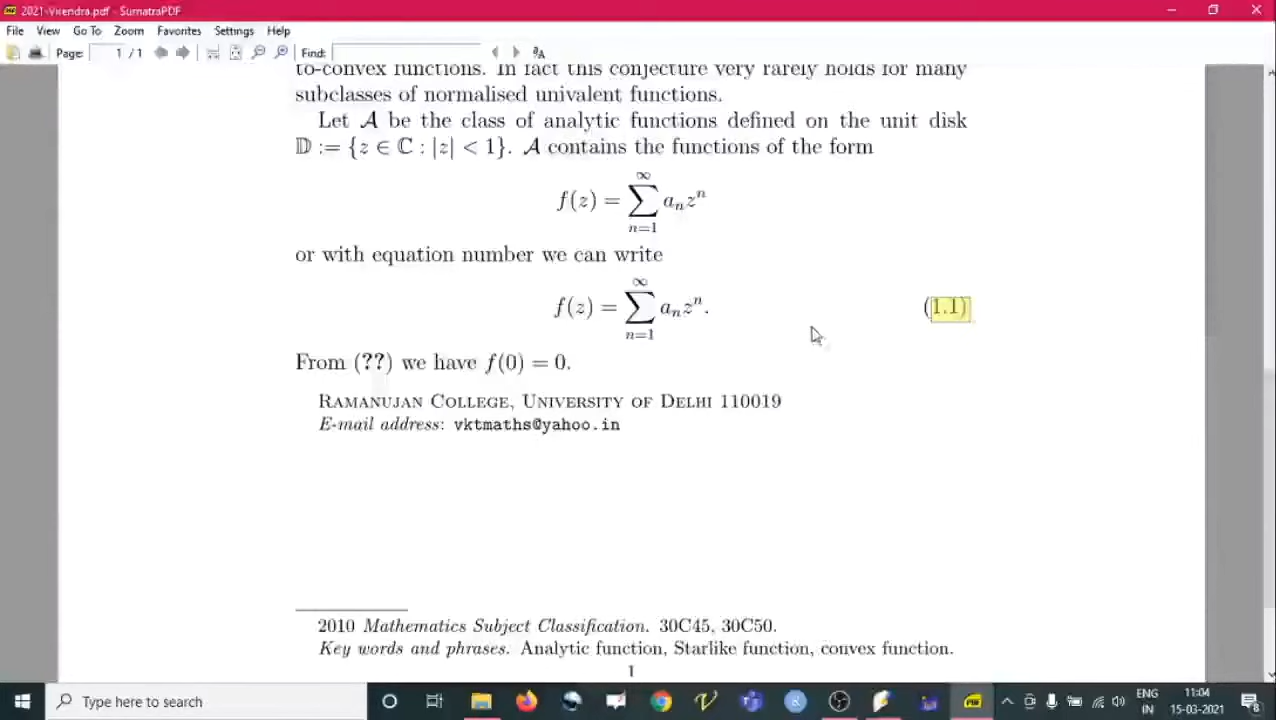 2021-Virendra.pdf - SumatraPDF
File View Go To Zoom Favorites Settings Help
Page: 1 / 1 Find:
to-convex functions. In fact this conjecture very rarely holds for many
subclasses of normalised univalent functions.
Let 𝒜 be the class of analytic functions defined on the unit disk
𝔻 := {z ∈ ℂ : |z| < 1}. 𝒜 contains the functions of the form
f(z) = ∑_{n=1}^{∞} a_n z^n
or with equation number we can write
f(z) = ∑_{n=1}^{∞} a_n z^n. (1.1)
From (??) we have f(0) = 0.
Ramanujan College, University of Delhi 110019
E-mail address: vktmaths@yahoo.in
2010 Mathematics Subject Classification. 30C45, 30C50.
Key words and phrases. Analytic function, Starlike function, convex function.
1
Type here to search
ENG 11:04
IN 15-03-2021
8